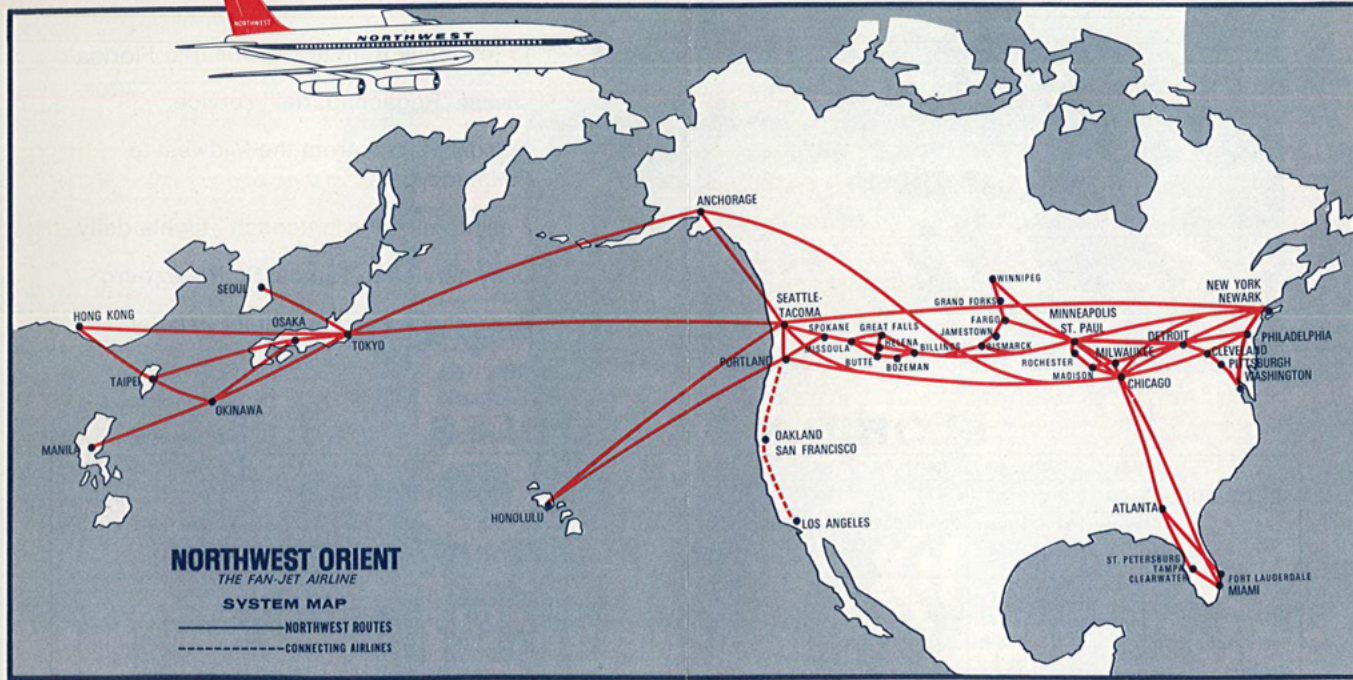 NORTHWEST
NORTHWEST
ANCHORAGE
SEOUL
HONG KONG
OSAKA
TOKYO
TAIPEI
OKINAWA
MANILA
HONOLULU
SEATTLE-
TACOMA
SPOKANE
GREAT FALLS
MISSOULA
HELENA
BILLINGS
BUTTE
BOZEMAN
PORTLAND
WINNIPEG
GRAND FORKS
FARGO
JAMESTOWN
BISMARCK
MINNEAPOLIS
ST. PAUL
ROCHESTER
MILWAUKEE
MADISON
CHICAGO
DETROIT
CLEVELAND
PITTSBURGH
WASHINGTON
NEW YORK
NEWARK
PHILADELPHIA
OAKLAND
SAN FRANCISCO
LOS ANGELES
ATLANTA
ST. PETERSBURG
TAMPA
CLEARWATER
FORT LAUDERDALE
MIAMI
NORTHWEST ORIENT
THE FAN-JET AIRLINE
SYSTEM MAP
NORTHWEST ROUTES
CONNECTING AIRLINES